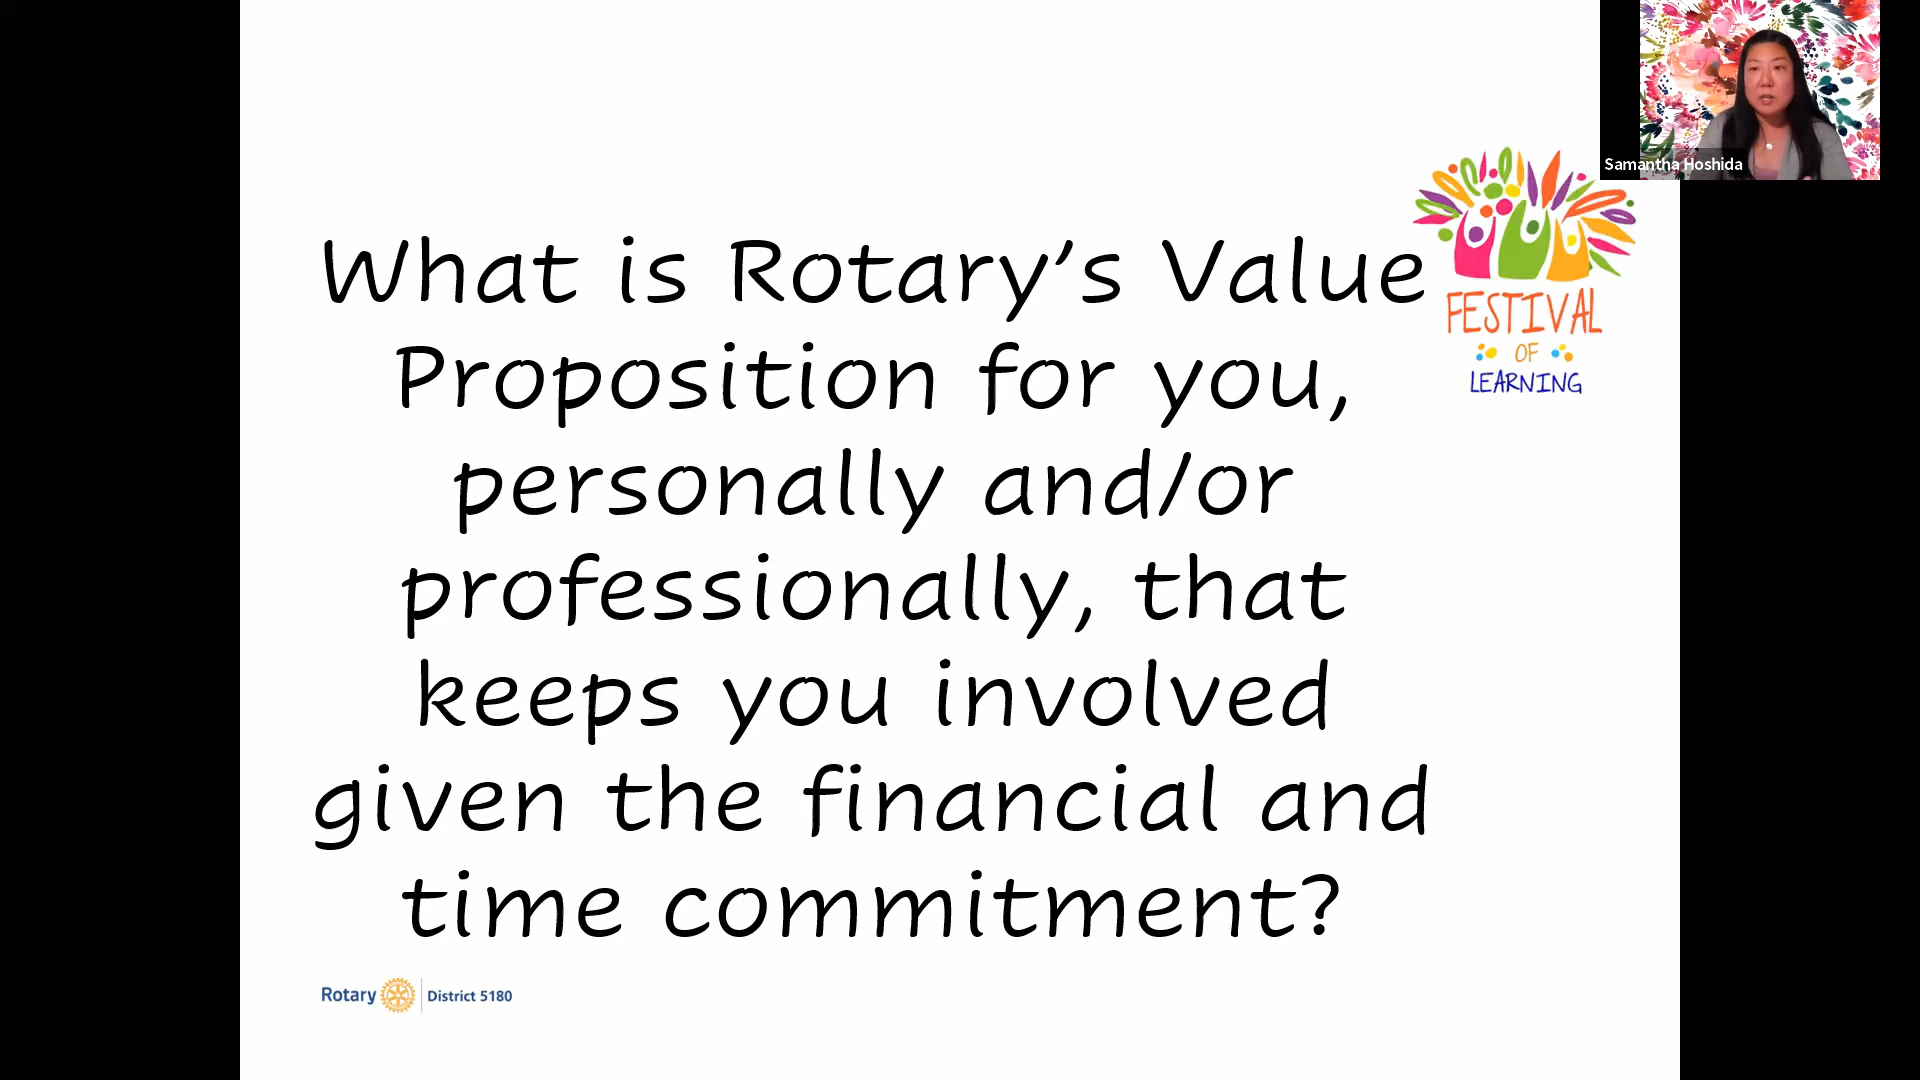 Samantha Hoshida
What is Rotary’s Value
Proposition for you,
personally and/or
professionally, that
keeps you involved
given the financial and
time commitment?
FESTIVAL
OF
LEARNING
Rotary District 5180